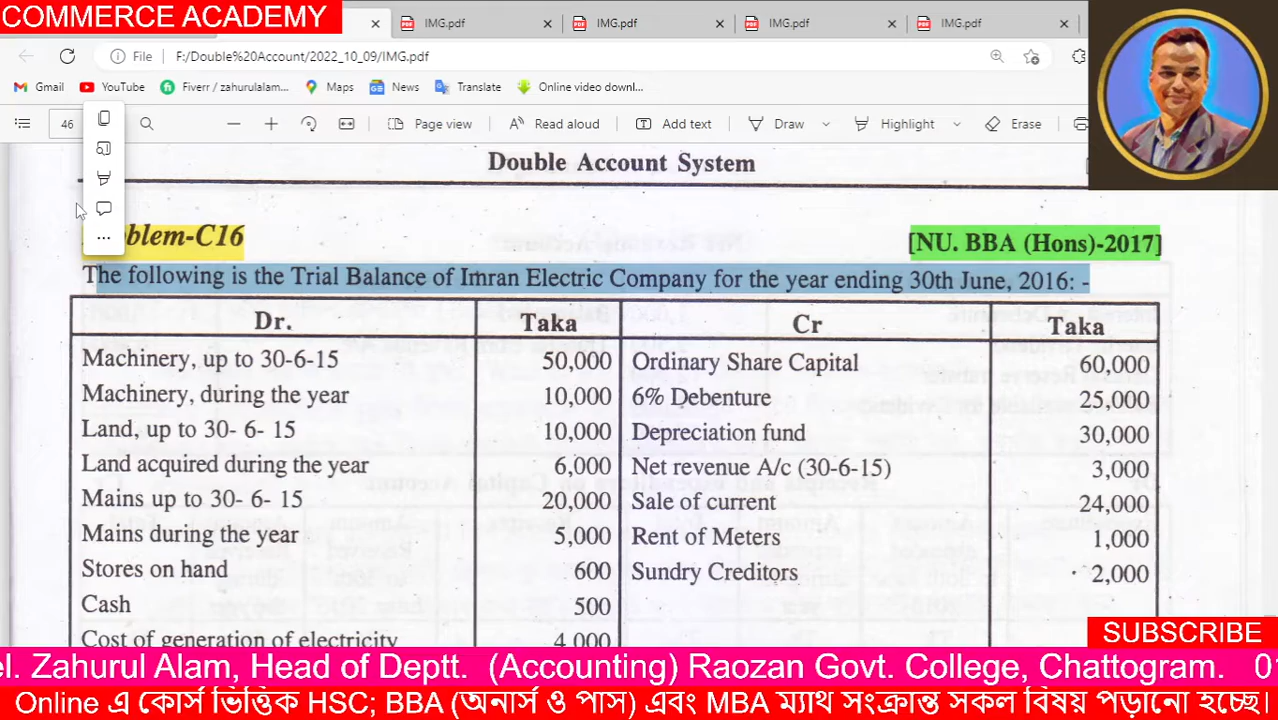 COMMERCE ACADEMY
IMG.pdf
IMG.pdf
IMG.pdf
IMG.pdf
File F:/Double%20Account/2022_10_09/IMG.pdf
Gmail YouTube Fiverr / zahurulalam... Maps News Translate Online video downl...
46 Page view Read aloud Add text Draw Highlight Erase
Double Account System
oblem-C16 [NU. BBA (Hons)-2017]
The following is the Trial Balance of Imran Electric Company for the year ending 30th June, 2016: -
Dr. Taka Cr Taka
Machinery, up to 30-6-15 50,000 Ordinary Share Capital 60,000
Machinery, during the year 10,000 6% Debenture 25,000
Land, up to 30- 6- 15 10,000 Depreciation fund 30,000
Land acquired during the year 6,000 Net revenue A/c (30-6-15) 3,000
Mains up to 30- 6- 15 20,000 Sale of current 24,000
Mains during the year 5,000 Rent of Meters 1,000
Stores on hand 600 Sundry Creditors 2,000
Cash 500
Cost of generation of electricity 4,000
SUBSCRIBE
el. Zahurul Alam, Head of Deptt. (Accounting) Raozan Govt. College, Chattogram. 01
Online এ কোর্স ভিত্তিক HSC; BBA (অনার্স ও পাস) এবং MBA ম্যাথ সংক্রান্ত সকল বিষয় পড়ানো হচ্ছে।